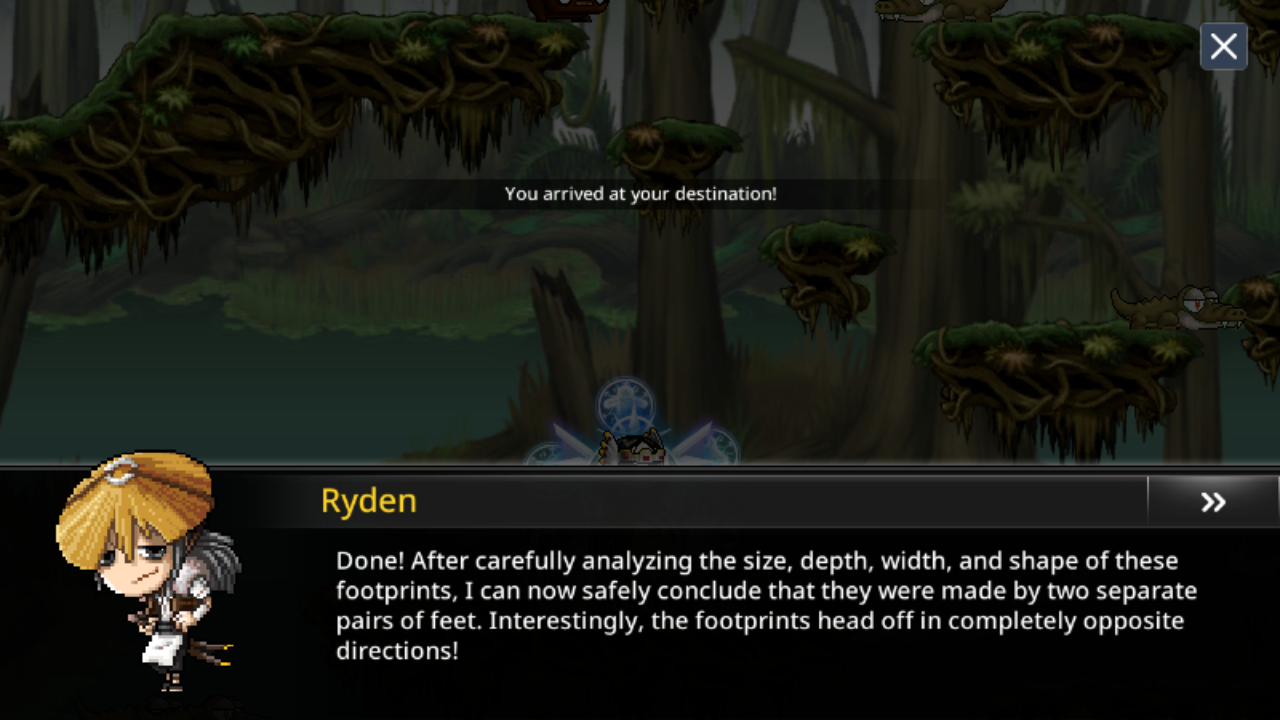 You arrived at your destination!
Ryden
Done! After carefully analyzing the size, depth, width, and shape of these
footprints, I can now safely conclude that they were made by two separate
pairs of feet. Interestingly, the footprints head off in completely opposite
directions!